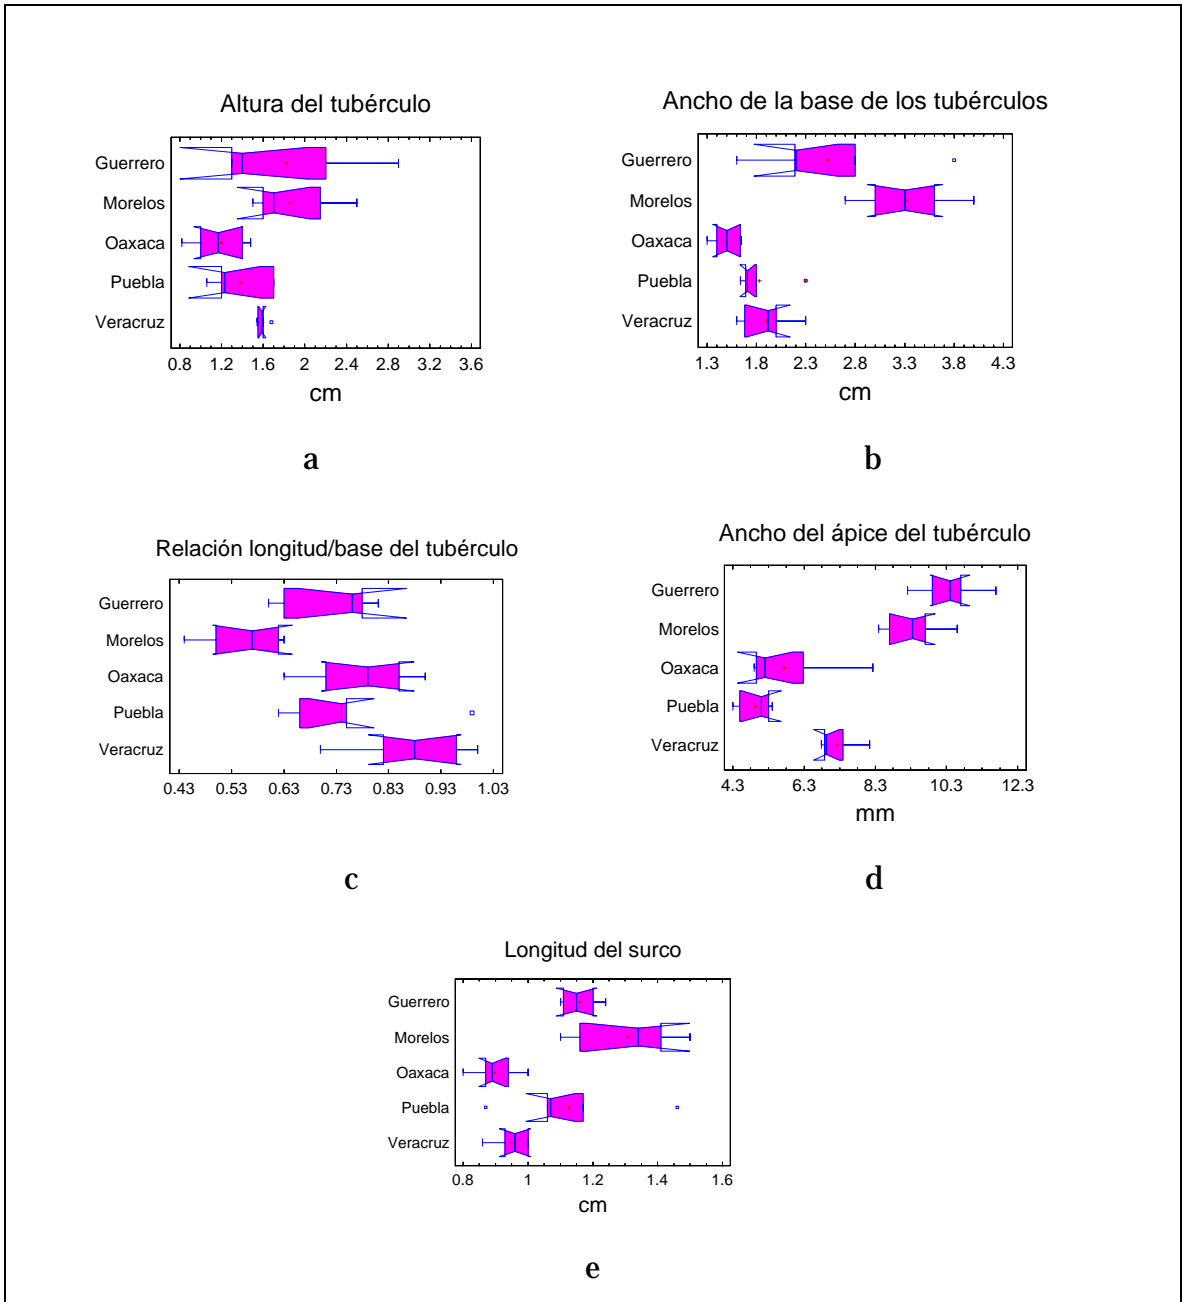 Altura del tubérculo
Guerrero
Morelos
Oaxaca
Puebla
Veracruz
0.8 1.2 1.6 2 2.4 2.8 3.2 3.6
cm
a
Ancho de la base de los tubérculos
Guerrero
Morelos
Oaxaca
Puebla
Veracruz
1.3 1.8 2.3 2.8 3.3 3.8 4.3
cm
b
Relación longitud/base del tubérculo
Guerrero
Morelos
Oaxaca
Puebla
Veracruz
0.43 0.53 0.63 0.73 0.83 0.93 1.03
c
Ancho del ápice del tubérculo
Guerrero
Morelos
Oaxaca
Puebla
Veracruz
4.3 6.3 8.3 10.3 12.3
mm
d
Longitud del surco
Guerrero
Morelos
Oaxaca
Puebla
Veracruz
0.8 1 1.2 1.4 1.6
cm
e